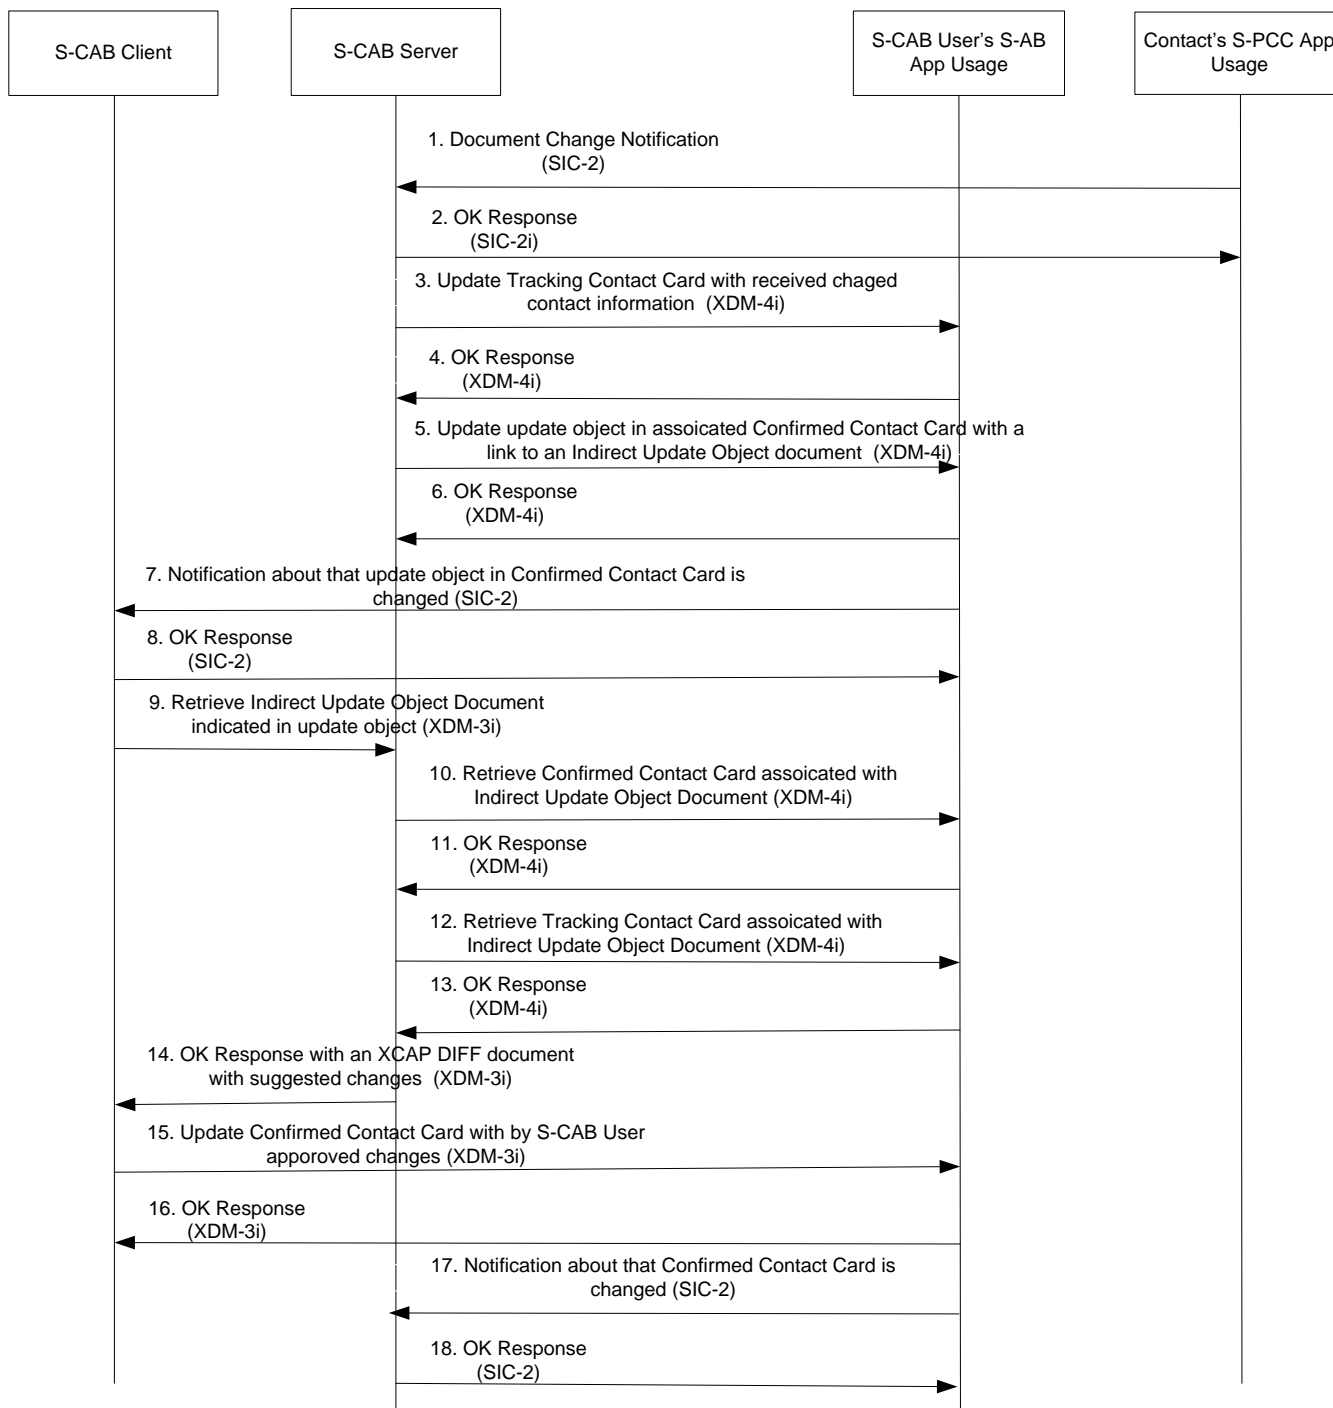 S-CAB Client
S-CAB Server
S-CAB User's S-AB
App Usage
Contact's S-PCC App
Usage
1. Document Change Notification
(SIC-2)
2. OK Response
(SIC-2i)
3. Update Tracking Contact Card with received chaged
contact information (XDM-4i)
4. OK Response
(XDM-4i)
5. Update update object in assoicated Confirmed Contact Card with a
link to an Indirect Update Object document (XDM-4i)
6. OK Response
(XDM-4i)
7. Notification about that update object in Confirmed Contact Card is
changed (SIC-2)
8. OK Response
(SIC-2)
9. Retrieve Indirect Update Object Document
indicated in update object (XDM-3i)
10. Retrieve Confirmed Contact Card assoicated with
Indirect Update Object Document (XDM-4i)
11. OK Response
(XDM-4i)
12. Retrieve Tracking Contact Card assoicated with
Indirect Update Object Document (XDM-4i)
13. OK Response
(XDM-4i)
14. OK Response with an XCAP DIFF document
with suggested changes (XDM-3i)
15. Update Confirmed Contact Card with by S-CAB User
apporoved changes (XDM-3i)
16. OK Response
(XDM-3i)
17. Notification about that Confirmed Contact Card is
changed (SIC-2)
18. OK Response
(SIC-2)